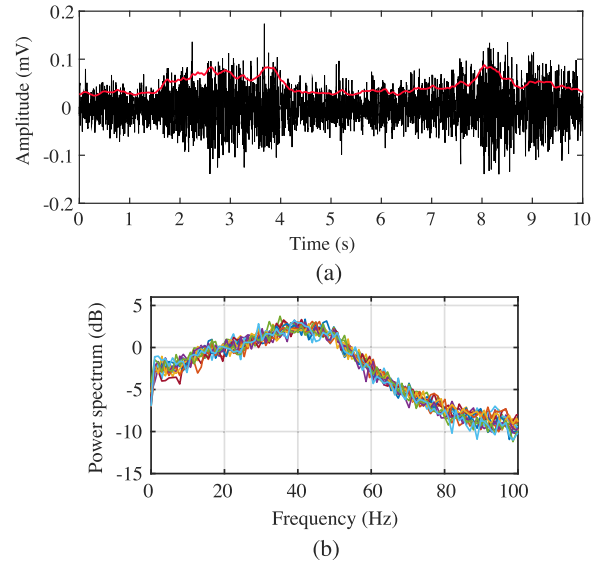 0.2
0.1
0
-0.1
-0.2
Amplitude (mV)
0 1 2 3 4 5 6 7 8 9 10
Time (s)
(a)
5
0
-5
-10
-15
Power spectrum (dB)
0 20 40 60 80 100
Frequency (Hz)
(b)